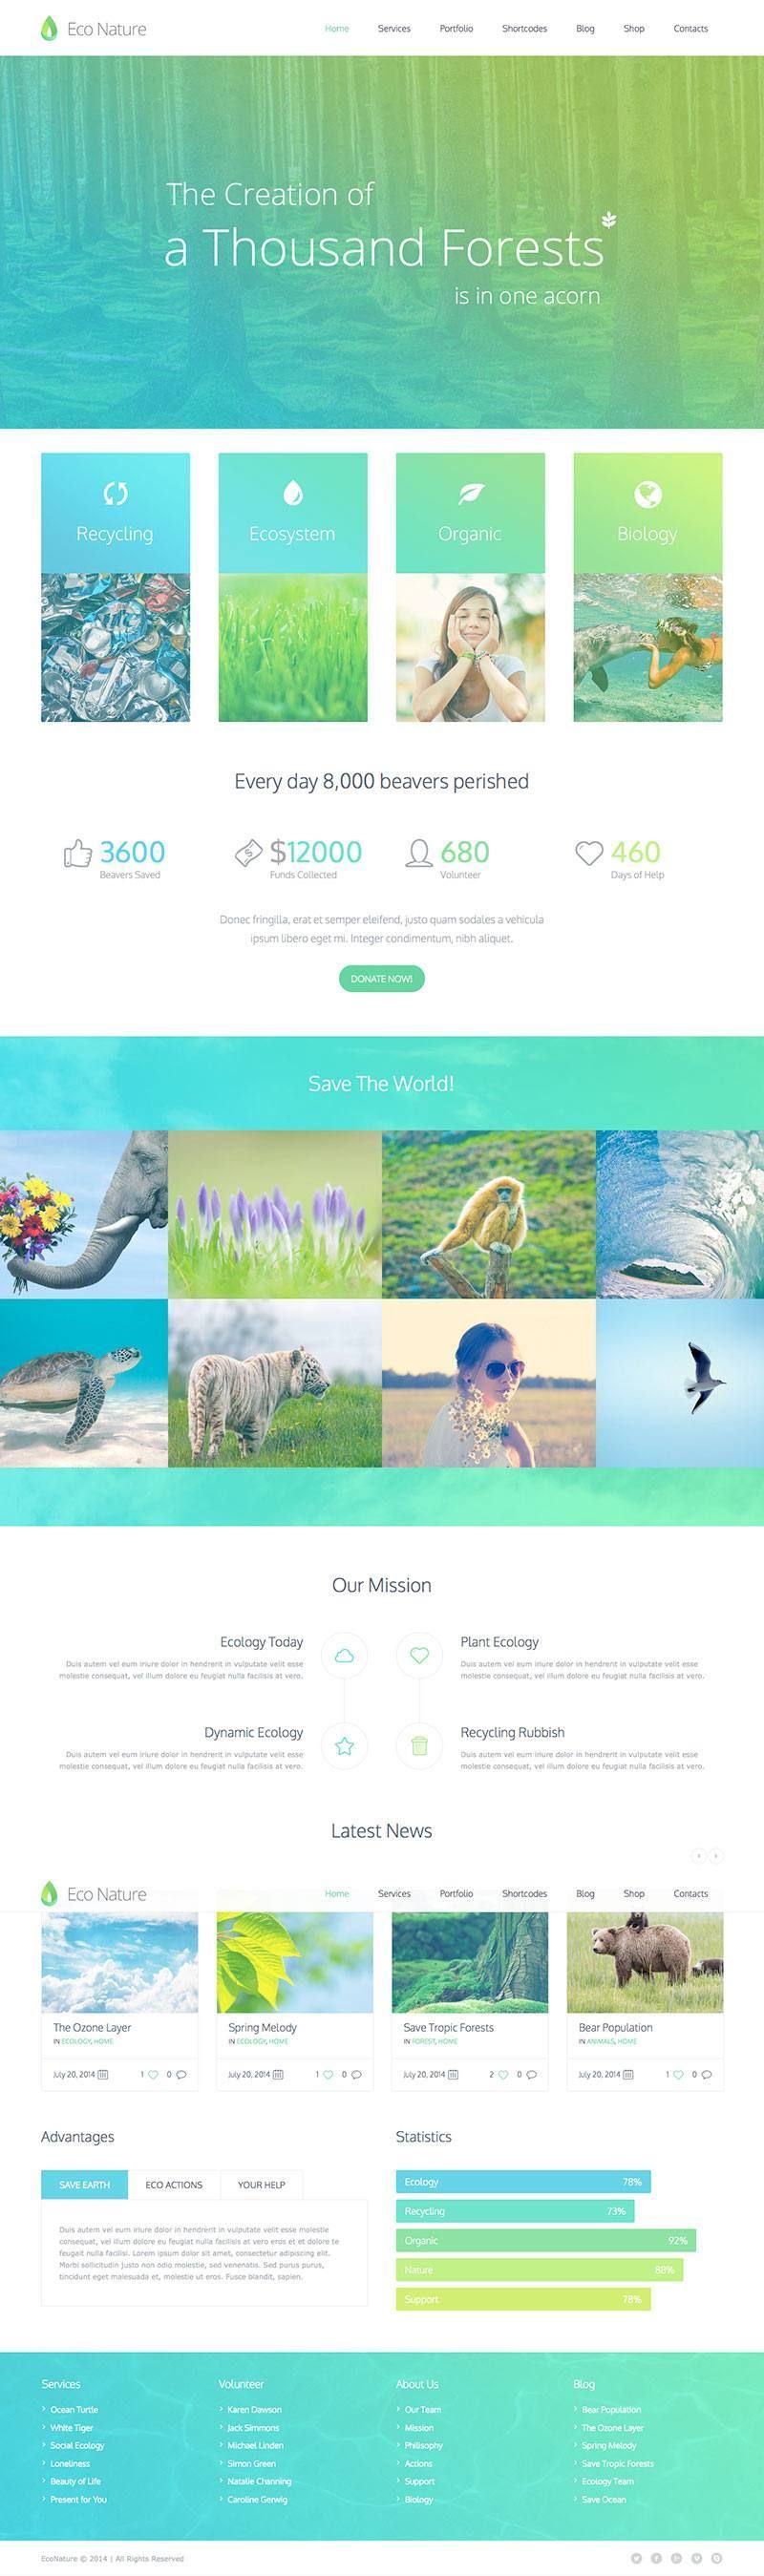 Eco Nature
Home Services Portfolio Shortcodes Blog Shop Contacts
The Creation of
a Thousand Forests
is in one acorn
Recycling
Ecosystem
Organic
Biology
Every day 8,000 beavers perished
3600
Beavers Saved
$12000
Funds Collected
680
Volunteer
460
Days of Help
Donec fringilla, erat et semper eleifend, justo quam sodales a vehicula
ipsum libero eget mi. Integer condimentum, nibh aliquet.
DONATE NOW!
Save The World!
Our Mission
Ecology Today
Duis autem vel eum iriure dolor in hendrerit in vulputate velit esse
molestie consequat, vel illum dolore eu feugiat nulla facilisis at vero.
Plant Ecology
Duis autem vel eum iriure dolor in hendrerit in vulputate velit esse
molestie consequat, vel illum dolore eu feugiat nulla facilisis at vero.
Dynamic Ecology
Duis autem vel eum iriure dolor in hendrerit in vulputate velit esse
molestie consequat, vel illum dolore eu feugiat nulla facilisis at vero.
Recycling Rubbish
Duis autem vel eum iriure dolor in hendrerit in vulputate velit esse
molestie consequat, vel illum dolore eu feugiat nulla facilisis at vero.
Latest News
Eco Nature
Home Services Portfolio Shortcodes Blog Shop Contacts
The Ozone Layer
IN ECOLOGY, HOME
July 20, 2014 1 0
Spring Melody
IN ECOLOGY, HOME
July 20, 2014 1 0
Save Tropic Forests
IN FOREST, HOME
July 20, 2014 2 0
Bear Population
IN ANIMALS, HOME
July 20, 2014 1 0
Advantages
SAVE EARTH ECO ACTIONS YOUR HELP
Duis autem vel eum iriure dolor in hendrerit in vulputate velit esse molestie
consequat, vel illum dolore eu feugiat nulla facilisis at vero eros et et dolore te
feugait nulla facilisi. Lorem ipsum dolor sit amet, consectetur adipiscing elit.
Morbi sollicitudin justo non odio molestie, sed venenatis. Sed purus purus,
tincidunt eget malesuada et, molestie ut eros. Fusce blandit, sapien.
Statistics
Ecology 78%
Recycling 73%
Organic 92%
Nature 88%
Support 78%
Services
Ocean Turtle
White Tiger
Social Ecology
Loneliness
Beauty of Life
Present for You
Volunteer
Karen Dawson
Jack Simmons
Michael Linden
Simon Green
Natalie Channing
Caroline Gerwig
About Us
Our Team
Mission
Philisophy
Actions
Support
Biology
Blog
Bear Population
The Ozone Layer
Spring Melody
Save Tropic Forests
Ecology Team
Save Ocean
EcoNature © 2014 | All Rights Reserved